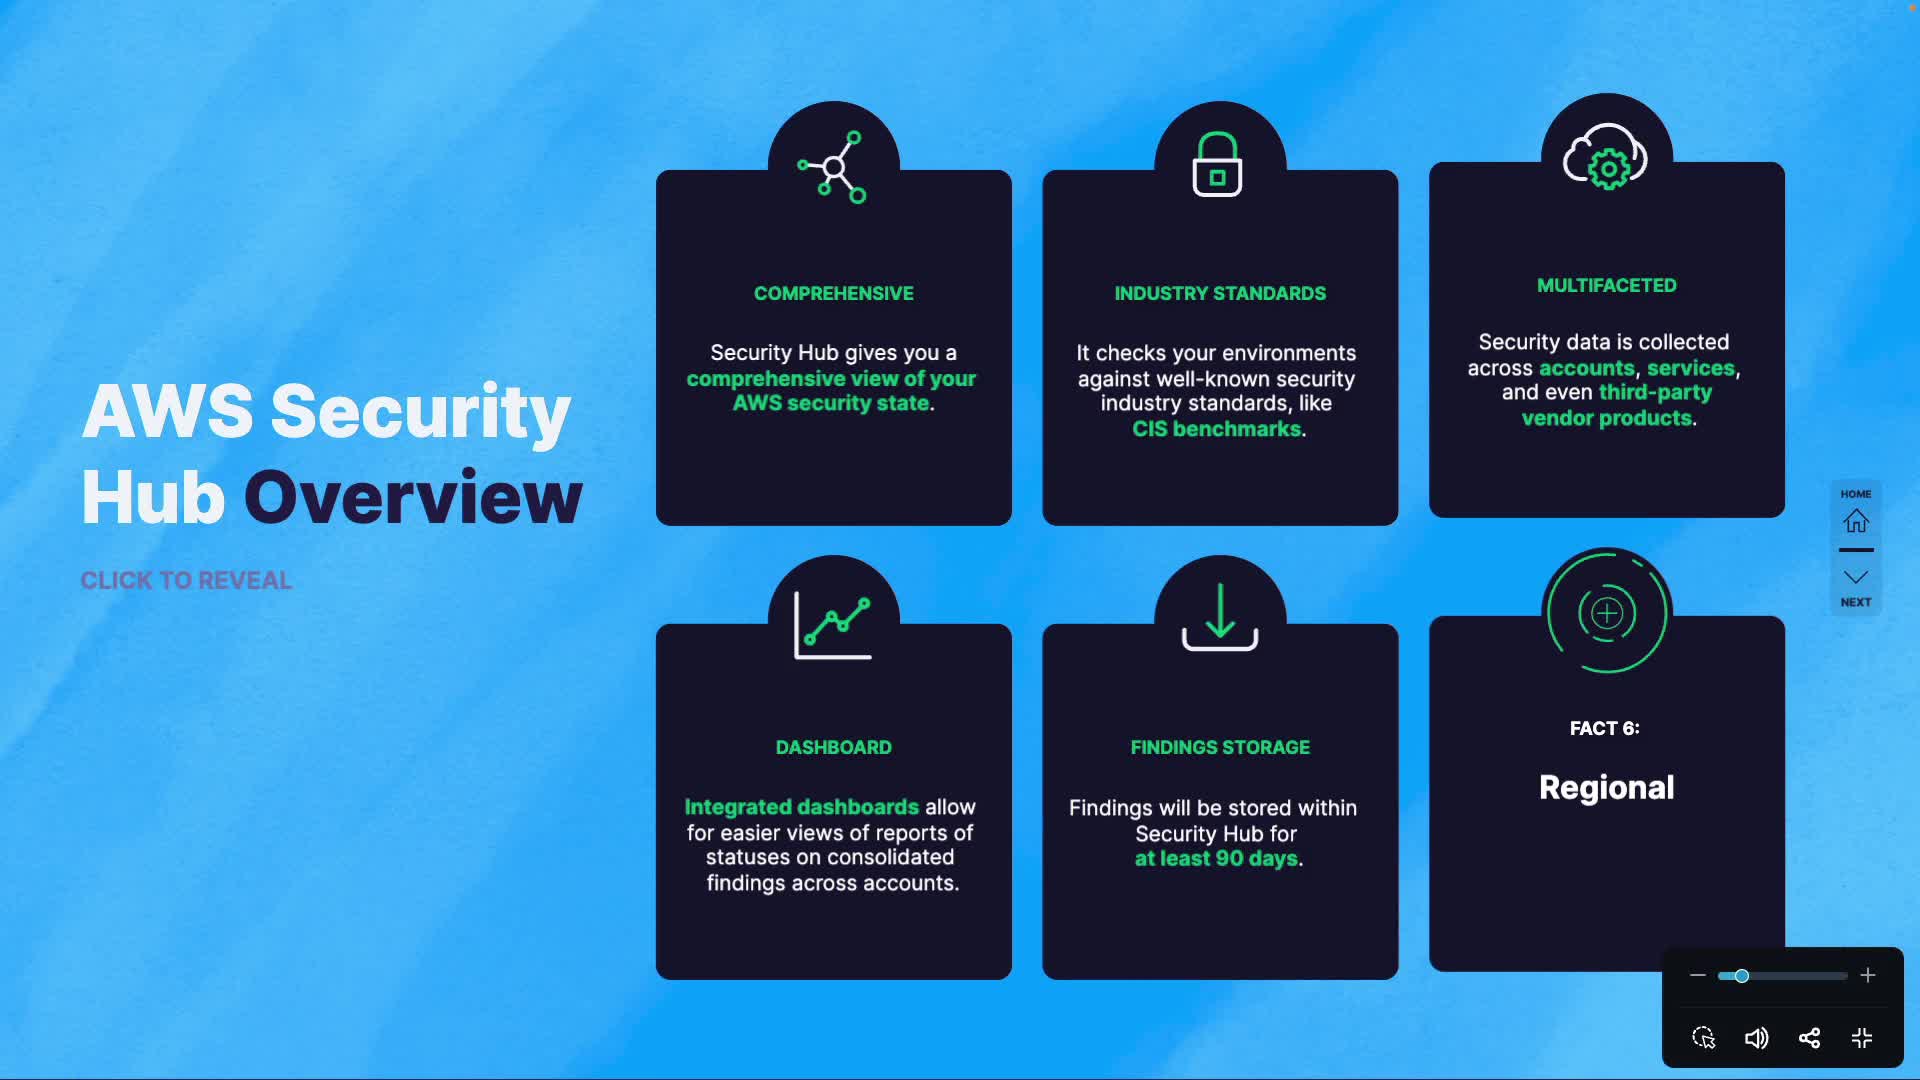 AWS Security
Hub Overview
CLICK TO REVEAL
COMPREHENSIVE
Security Hub gives you a
comprehensive view of your
AWS security state.
INDUSTRY STANDARDS
It checks your environments
against well-known security
industry standards, like
CIS benchmarks.
MULTIFACETED
Security data is collected
across accounts, services,
and even third-party
vendor products.
DASHBOARD
Integrated dashboards allow
for easier views of reports of
statuses on consolidated
findings across accounts.
FINDINGS STORAGE
Findings will be stored within
Security Hub for
at least 90 days.
FACT 6:
Regional
HOME
NEXT